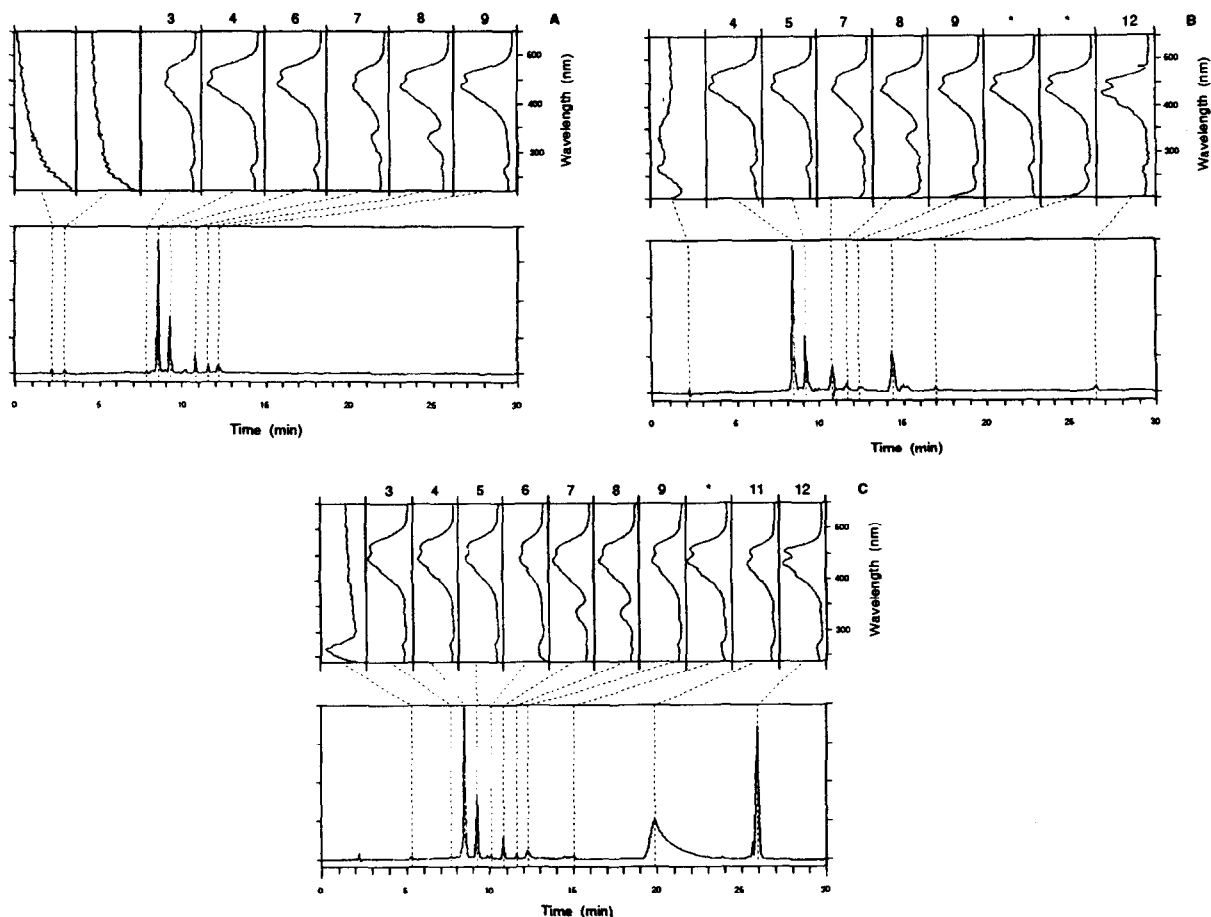 3 4 6 7 8 9 A
600
400
300
Wavelength (nm)
0 5 10 15 20 25 30
Time (min)
4 5 7 8 9 * * 12 B
600
400
300
Wavelength (nm)
0 5 10 15 20 25 30
Time (min)
3 4 5 6 7 8 9 * 11 12 C
600
400
300
Wavelength (nm)
0 5 10 15 20 25 30
Time (min)